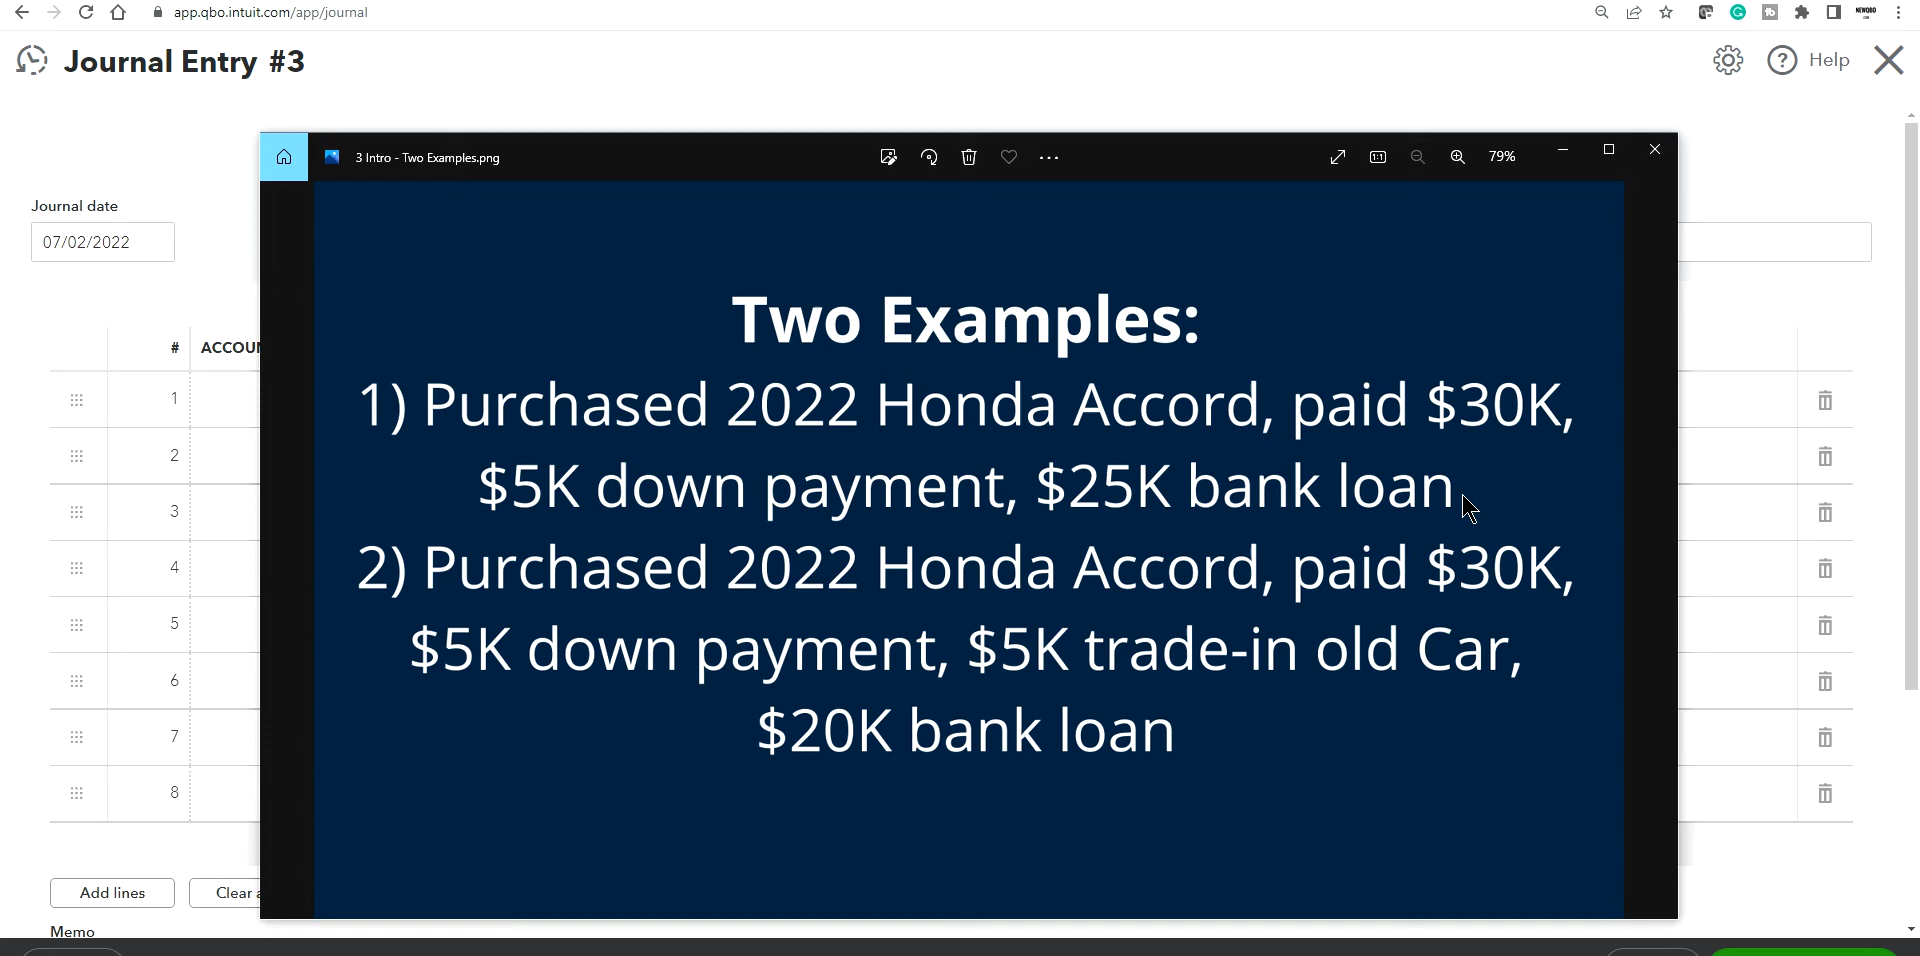 app.qbo.intuit.com/app/journal
Journal Entry #3
Help
3 Intro - Two Examples.png
79%
Journal date
07/02/2022
# ACCOUN
Two Examples:
1) Purchased 2022 Honda Accord, paid $30K,
$5K down payment, $25K bank loan
2) Purchased 2022 Honda Accord, paid $30K,
$5K down payment, $5K trade-in old Car,
$20K bank loan
1
2
3
4
5
6
7
8
Add lines
Clear a
Memo